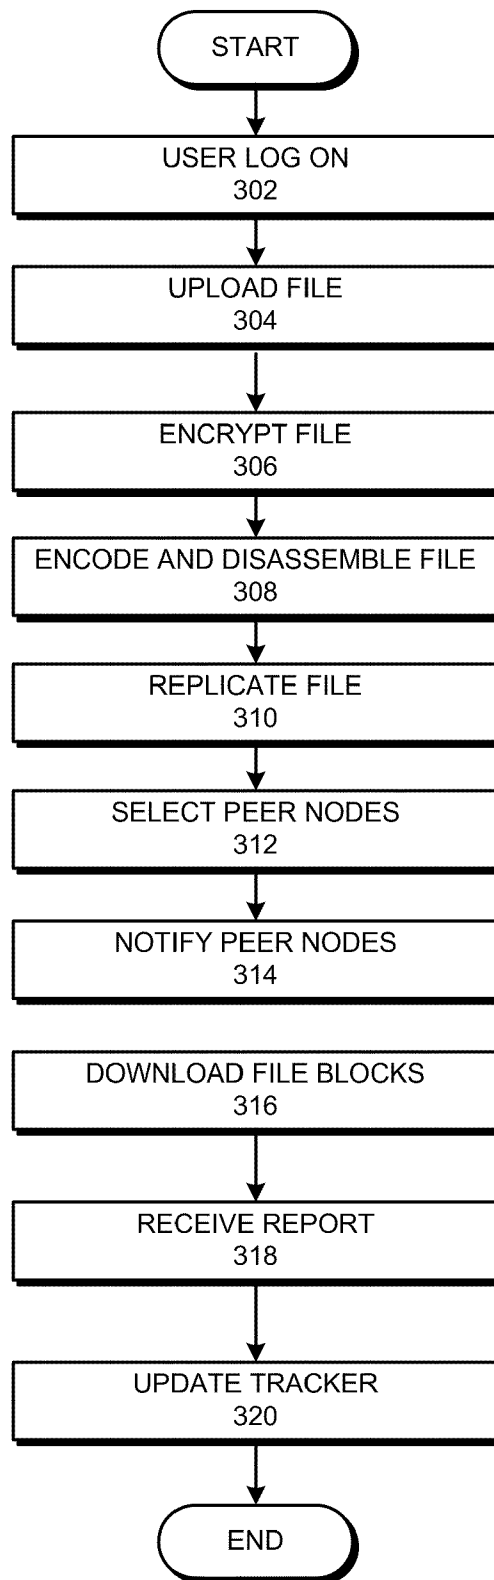 START
USER LOG ON
302
UPLOAD FILE
304
ENCRYPT FILE
306
ENCODE AND DISASSEMBLE FILE
308
REPLICATE FILE
310
SELECT PEER NODES
312
NOTIFY PEER NODES
314
DOWNLOAD FILE BLOCKS
316
RECEIVE REPORT
318
UPDATE TRACKER
320
END